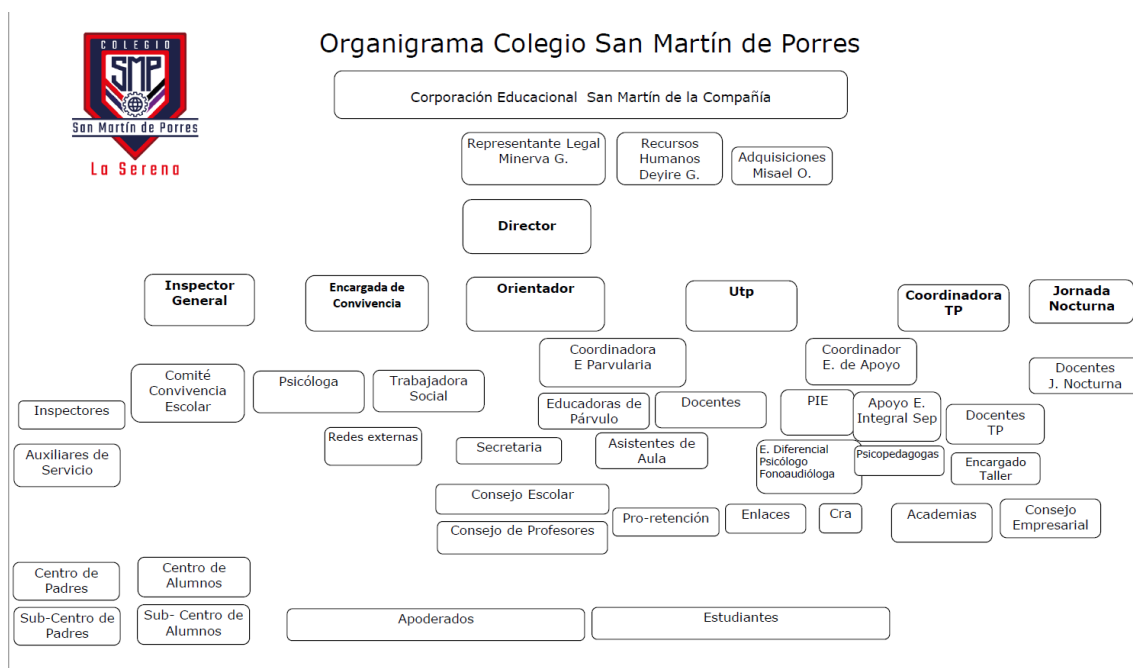 COLEGIO
SMP
San Martín de Porres
La Serena
Organigrama Colegio San Martín de Porres
Corporación Educacional San Martín de la Compañía
Representante Legal
Minerva G.
Recursos
Humanos
Deyire G.
Adquisiciones
Misael O.
Director
Inspector
General
Encargada de
Convivencia
Orientador
Utp
Coordinadora
TP
Jornada
Nocturna
Coordinadora
E Parvularia
Coordinador
E. de Apoyo
Docentes
J. Nocturna
Comité
Convivencia
Escolar
Psicóloga
Trabajadora
Social
Inspectores
Educadoras de
Párvulo
Docentes
PIE
Apoyo E.
Integral Sep
Docentes
TP
Auxiliares de
Servicio
Redes externas
Secretaria
Asistentes de
Aula
E. Diferencial
Psicólogo
Fonoaudióloga
Psicopedagogas
Encargado
Taller
Consejo Escolar
Consejo de Profesores
Pro-retención
Enlaces
Cra
Academias
Consejo
Empresarial
Centro de
Padres
Centro de
Alumnos
Sub-Centro de
Padres
Sub- Centro de
Alumnos
Apoderados
Estudiantes